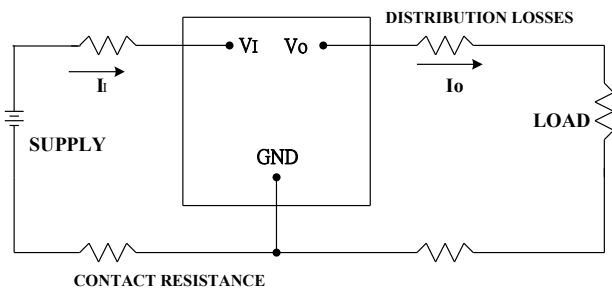 DISTRIBUTION LOSSES
VI
Vo
II
Io
SUPPLY
LOAD
GND
CONTACT RESISTANCE